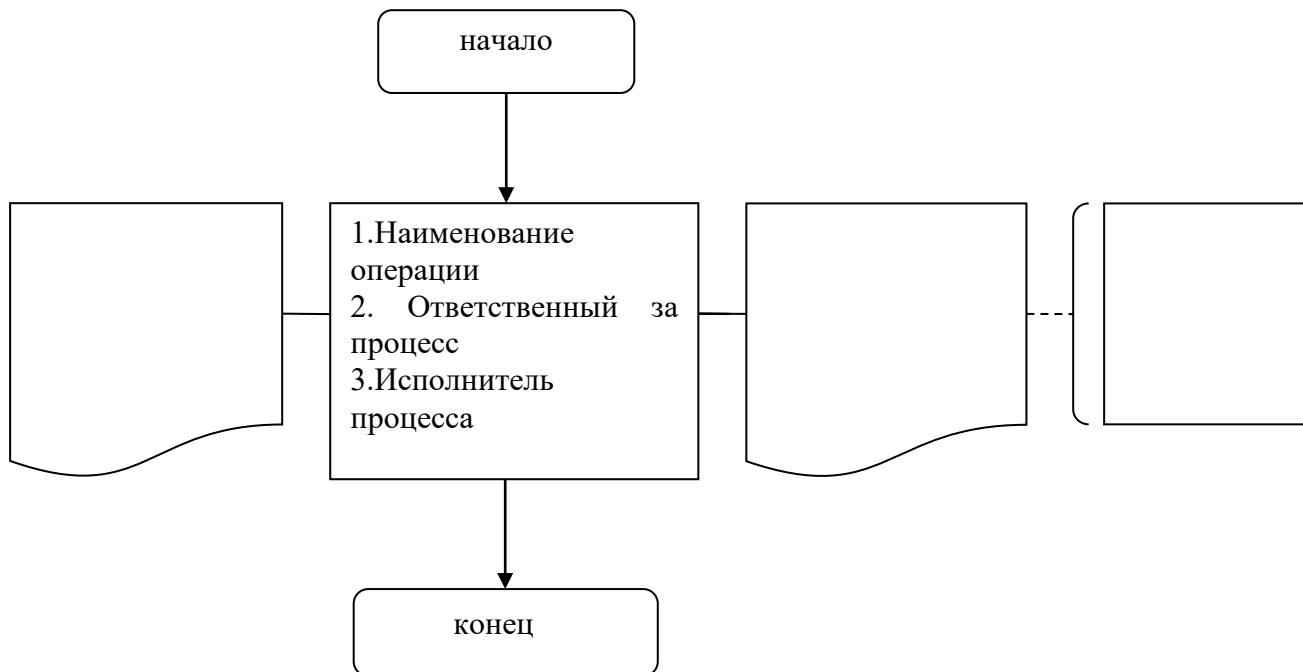 начало
1.Наименование
операции
2. Ответственный за
процесс
3.Исполнитель
процесса
конец